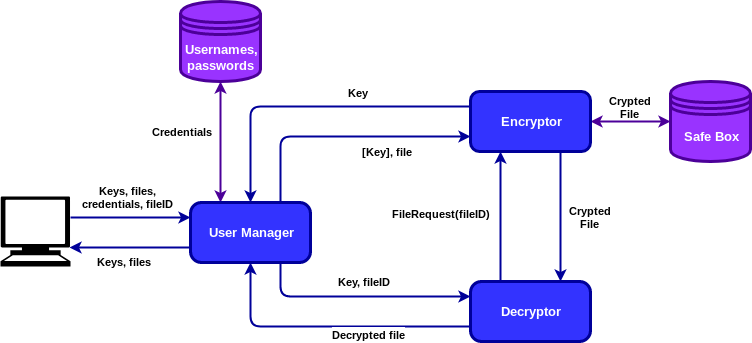 Usernames,
passwords
Key
Crypted
File
Encryptor
Safe Box
Credentials
[Key], file
Keys, files,
credentials, fileID
FileRequest(fileID)
Crypted
File
User Manager
Keys, files
Key, fileID
Decryptor
Decrypted file